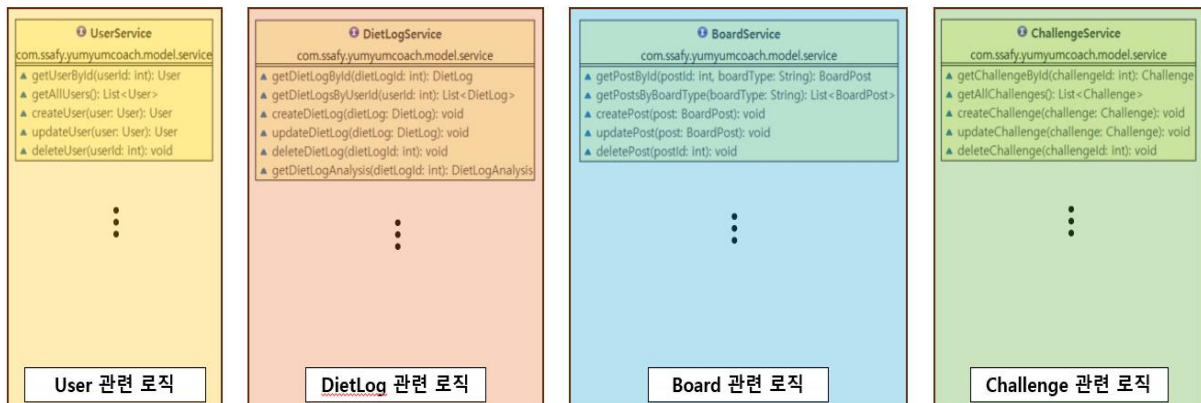 UserService
com.ssafy.yumyumcoach.model.service
getUserById(userId: int): User
getAllUsers(): List<User>
createUser(user: User): User
updateUser(user: User): User
deleteUser(userId: int): void
User 관련 로직
DietLogService
com.ssafy.yumyumcoach.model.service
getDietLogById(dietLogId: int): DietLog
getDietLogsByUserId(userId: int): List<DietLog>
createDietLog(dietLog: DietLog): void
updateDietLog(dietLog: DietLog): void
deleteDietLog(dietLogId: int): void
getDietLogAnalysis(dietLogId: int): DietLogAnalysis
DietLog 관련 로직
BoardService
com.ssafy.yumyumcoach.model.service
getPostById(postId: int, boardType: String): BoardPost
getPostsByBoardType(boardType: String): List<BoardPost>
createPost(post: BoardPost): void
updatePost(post: BoardPost): void
deletePost(postId: int): void
Board 관련 로직
ChallengeService
com.ssafy.yumyumcoach.model.service
getChallengeById(challengeId: int): Challenge
getAllChallenges(): List<Challenge>
createChallenge(challenge: Challenge): void
updateChallenge(challenge: Challenge): void
deleteChallenge(challengeId: int): void
Challenge 관련 로직